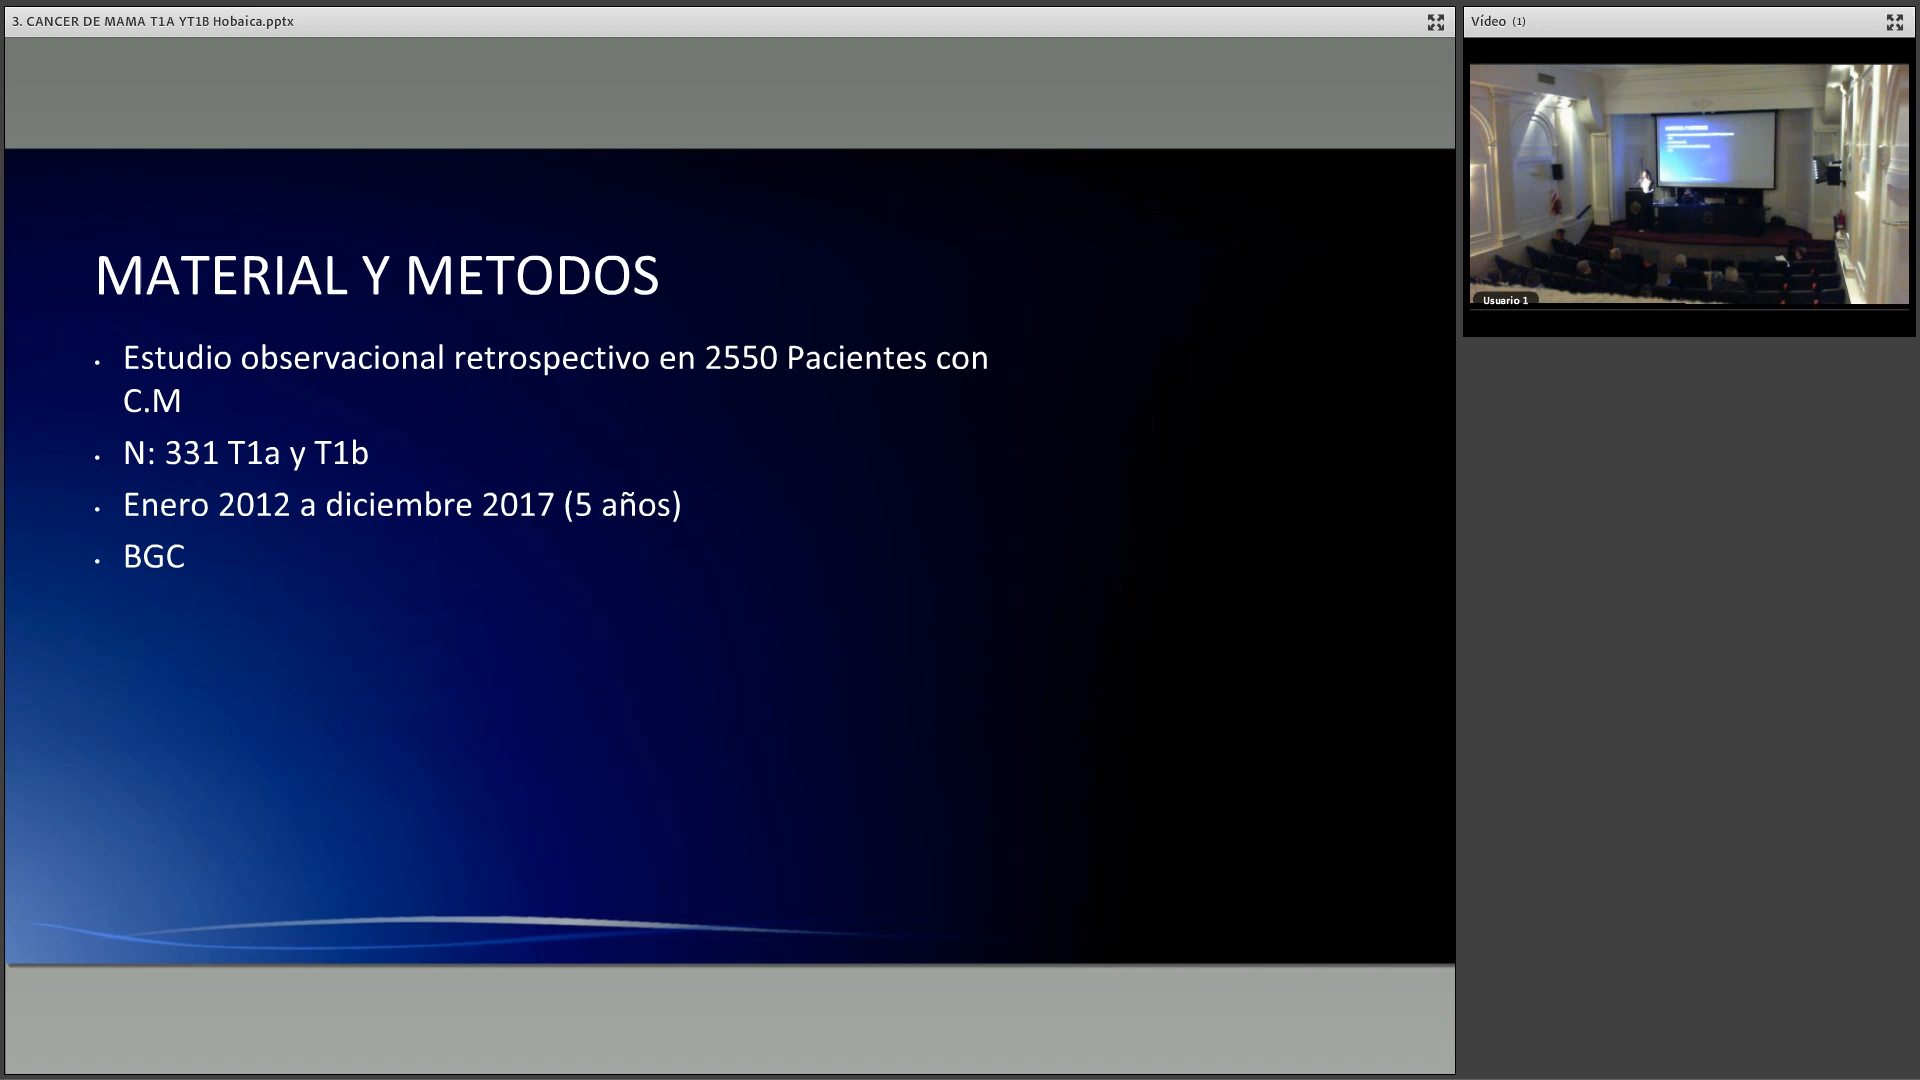 3. CANCER DE MAMA T1A YT1B Hobaica.pptx
Vídeo (1)
MATERIAL Y METODOS
• Estudio observacional retrospectivo en 2550 Pacientes con
C.M
• N: 331 T1a y T1b
• Enero 2012 a diciembre 2017 (5 años)
• BGC
Usuario 1